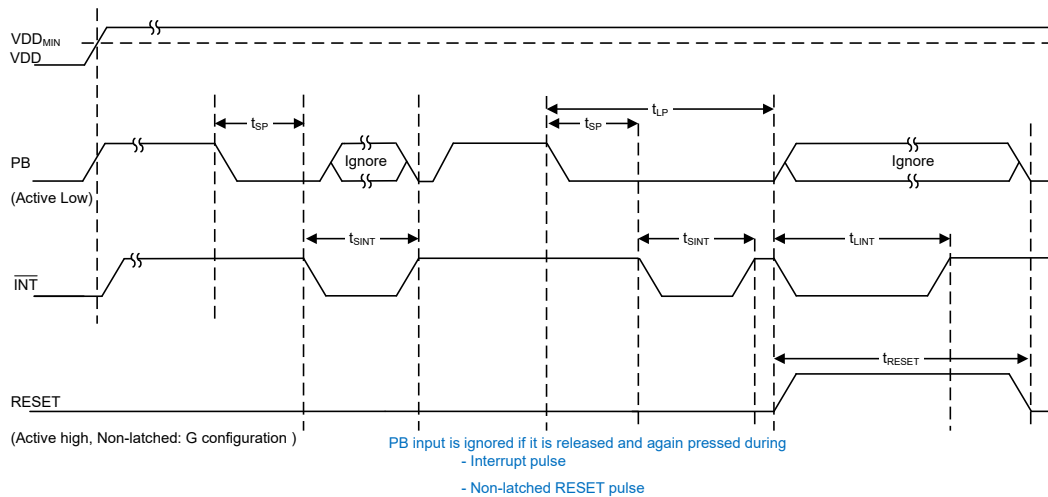 VDDMIN
VDD
tLP
tSP
tSP
PB
Ignore
Ignore
(Active Low)
tSINT
tSINT
tLINT
INT
tRESET
RESET
(Active high, Non-latched: G configuration )
PB input is ignored if it is released and again pressed during
- Interrupt pulse
- Non-latched RESET pulse